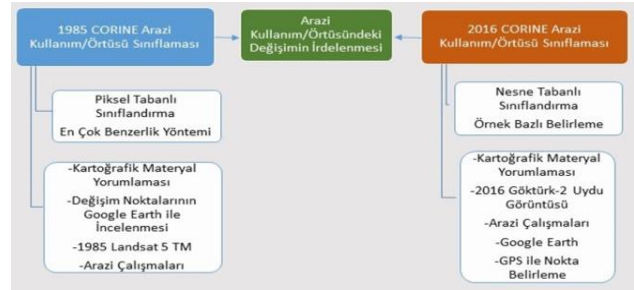 1985 CORINE Arazi
Kullanım/Örtüsü Sınıflaması
Arazi
Kullanım/Örtüsündeki
Değişimin İrdelenmesi
2016 CORINE Arazi
Kullanım/Örtüsü Sınıflaması
Piksel Tabanlı
Sınıflandırma
En Çok Benzerlik Yöntemi
-Kartoğrafik Materyal
Yorumlaması
-Değişim Noktalarının
Google Earth ile
İncelenmesi
-1985 Landsat 5 TM
-Arazi Çalışmaları
Nesne Tabanlı
Sınıflandırma
Örnek Bazlı Belirleme
-Kartoğrafik Materyal
Yorumlaması
-2016 Göktürk-2 Uydu
Görüntüsü
-Arazi Çalışmaları
-Google Earth
-GPS ile Nokta
Belirleme